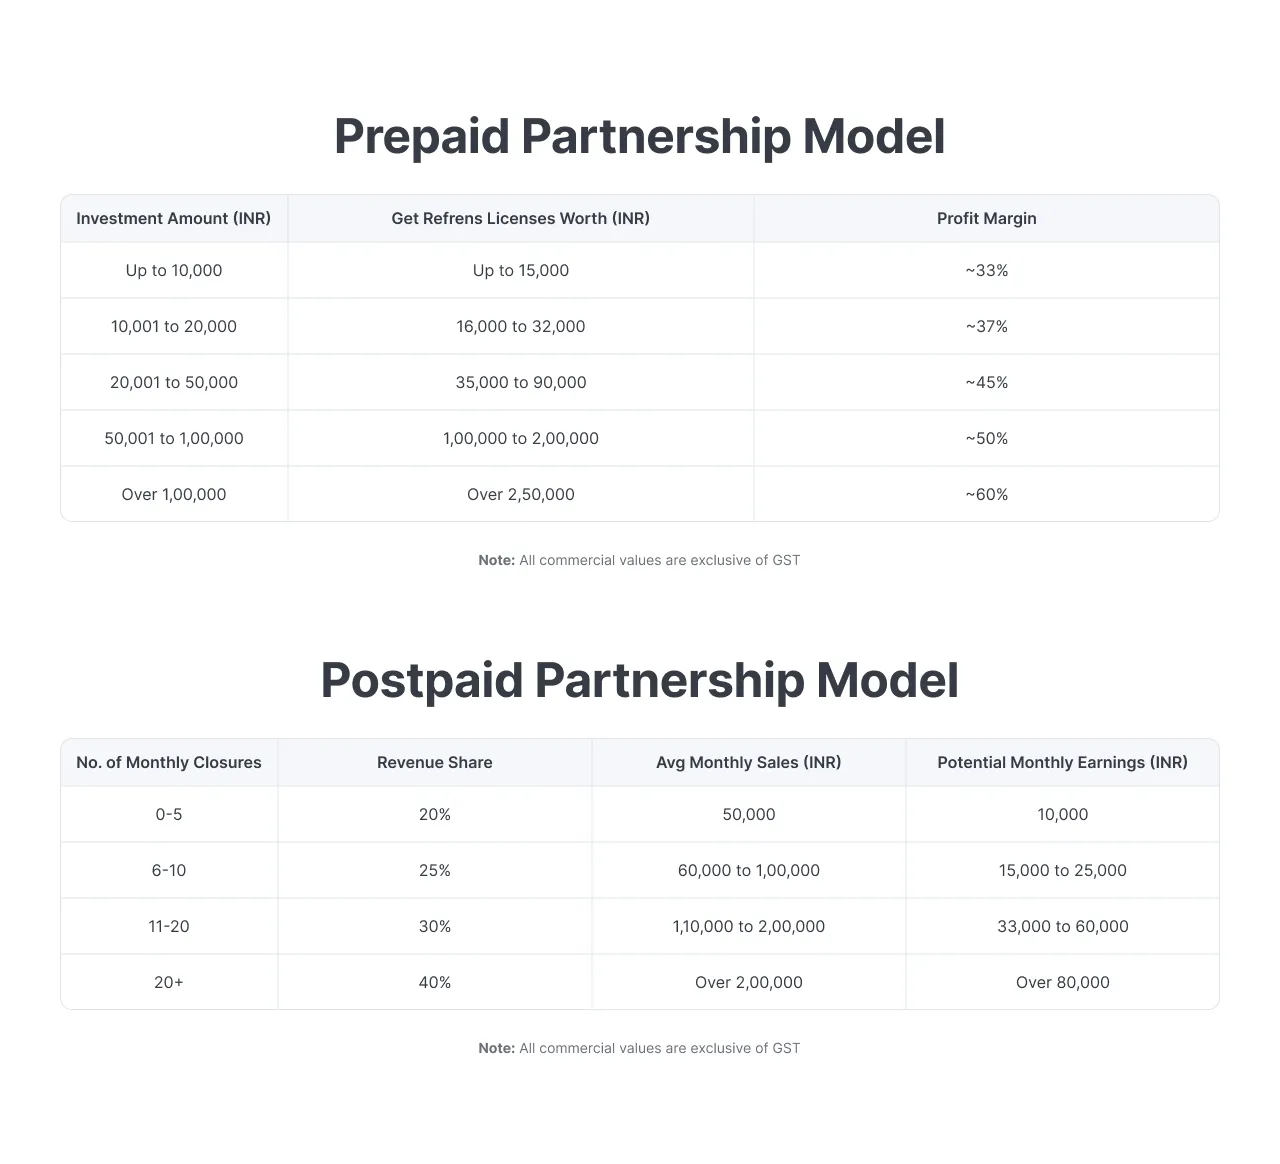 Prepaid Partnership Model
Investment Amount (INR) Get Refrens Licenses Worth (INR) Profit Margin
Up to 10,000 Up to 15,000 ~33%
10,001 to 20,000 16,000 to 32,000 ~37%
20,001 to 50,000 35,000 to 90,000 ~45%
50,001 to 1,00,000 1,00,000 to 2,00,000 ~50%
Over 1,00,000 Over 2,50,000 ~60%
Note: All commercial values are exclusive of GST
Postpaid Partnership Model
No. of Monthly Closures Revenue Share Avg Monthly Sales (INR) Potential Monthly Earnings (INR)
0-5 20% 50,000 10,000
6-10 25% 60,000 to 1,00,000 15,000 to 25,000
11-20 30% 1,10,000 to 2,00,000 33,000 to 60,000
20+ 40% Over 2,00,000 Over 80,000
Note: All commercial values are exclusive of GST